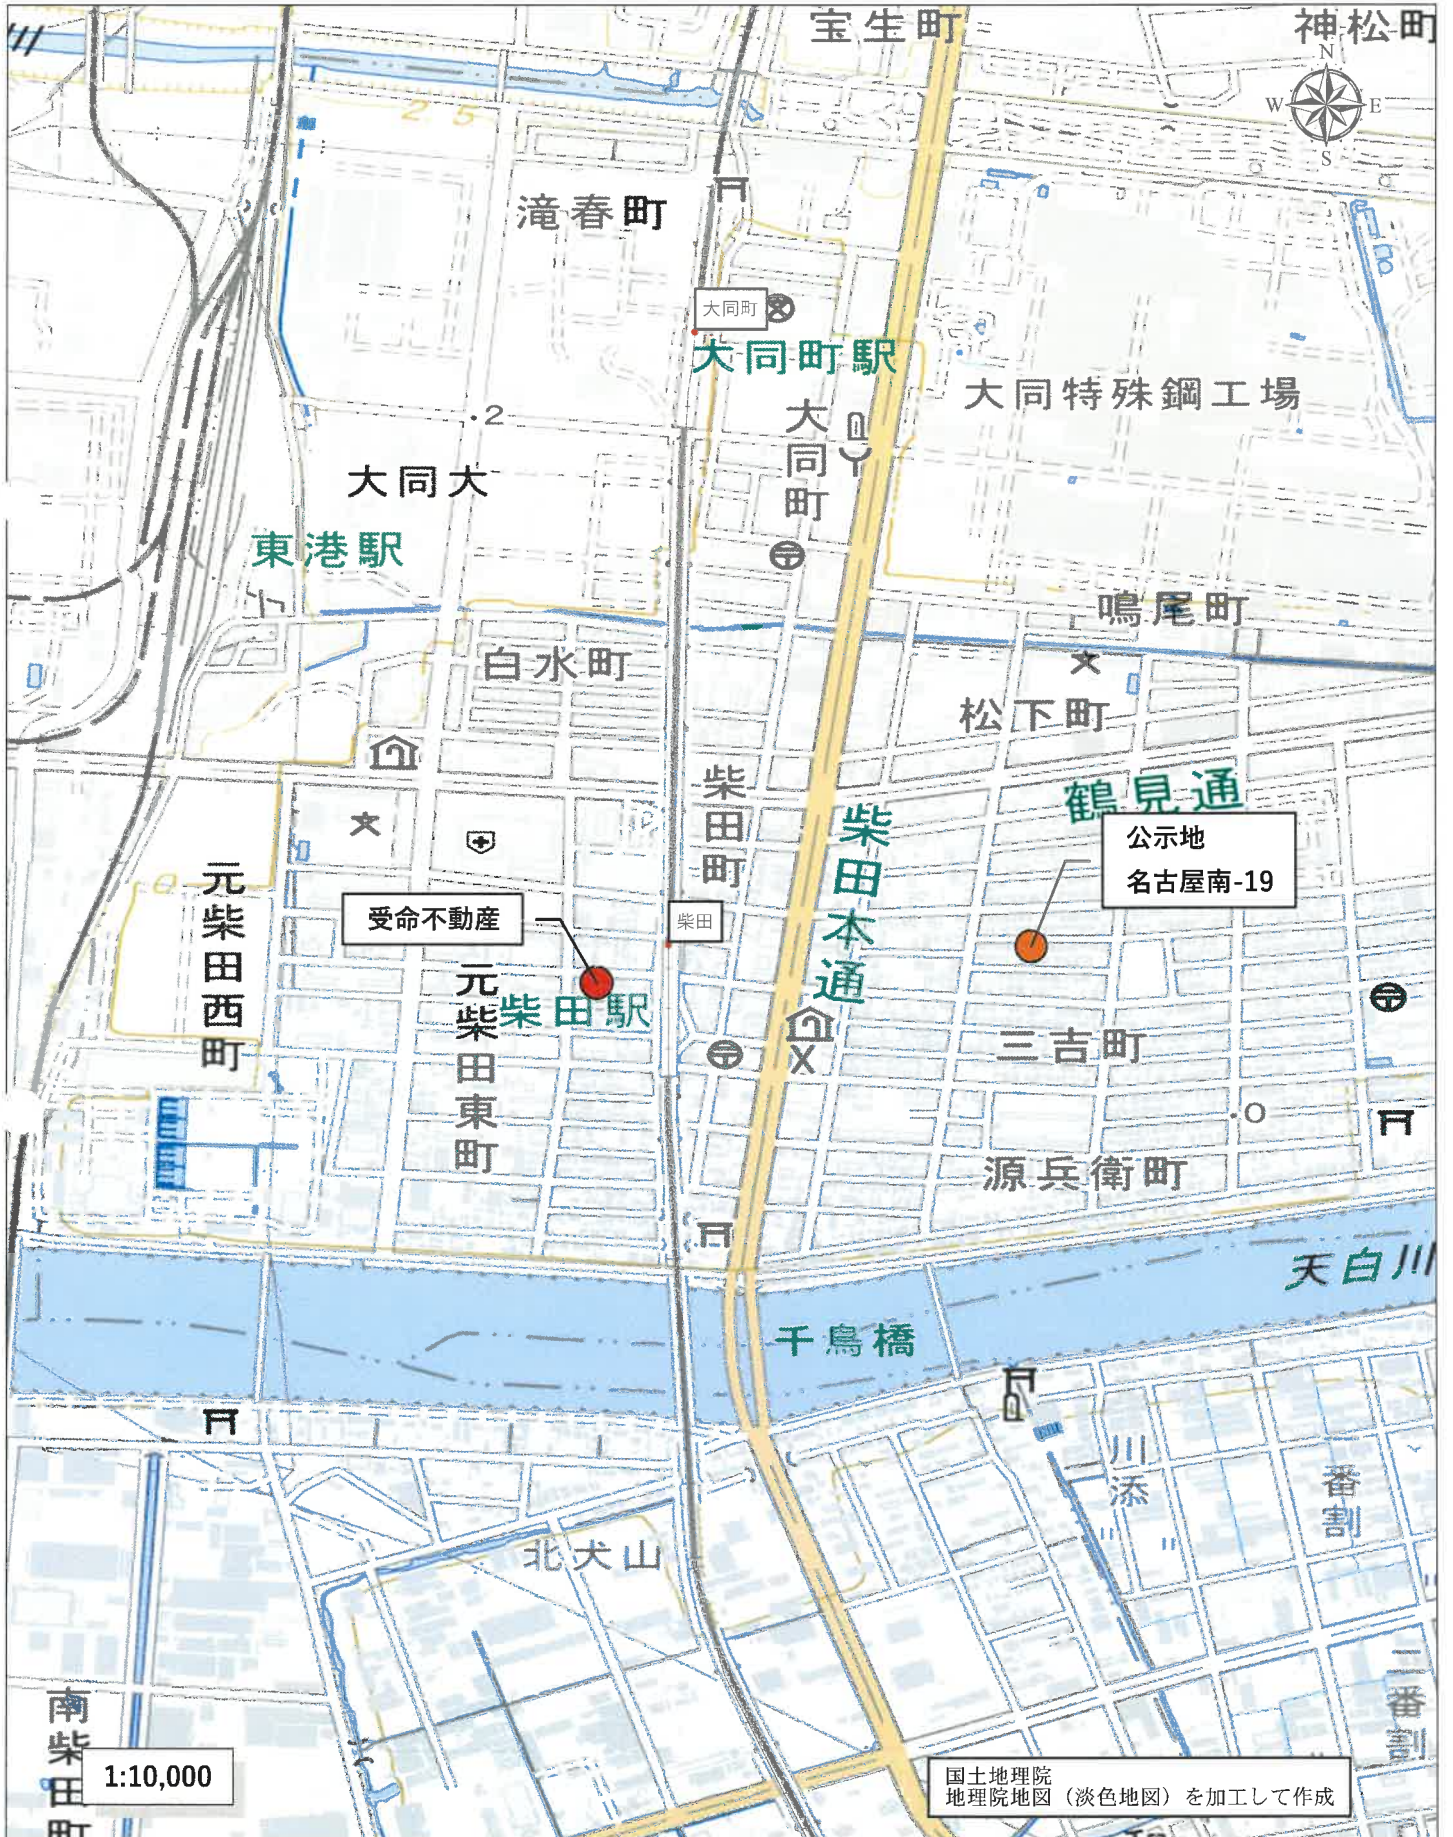 宝生町
神松町
N
W
E
S
25
滝春町
大同町
大同町駅
大同特殊鋼工場
大同町
・2
大同大
東港駅
鳴尾町
白水町
松下町
柴田町
鶴見通
柴田本通
公示地
名古屋南-19
元柴田西町
受命不動産
柴田
元柴田東町
柴田駅
三吉町
・0
源兵衛町
天白川
千鳥橋
川添
二番割
北犬山
南柴田町
1:10,000
国土地理院
地理院地図（淡色地図）を加工して作成